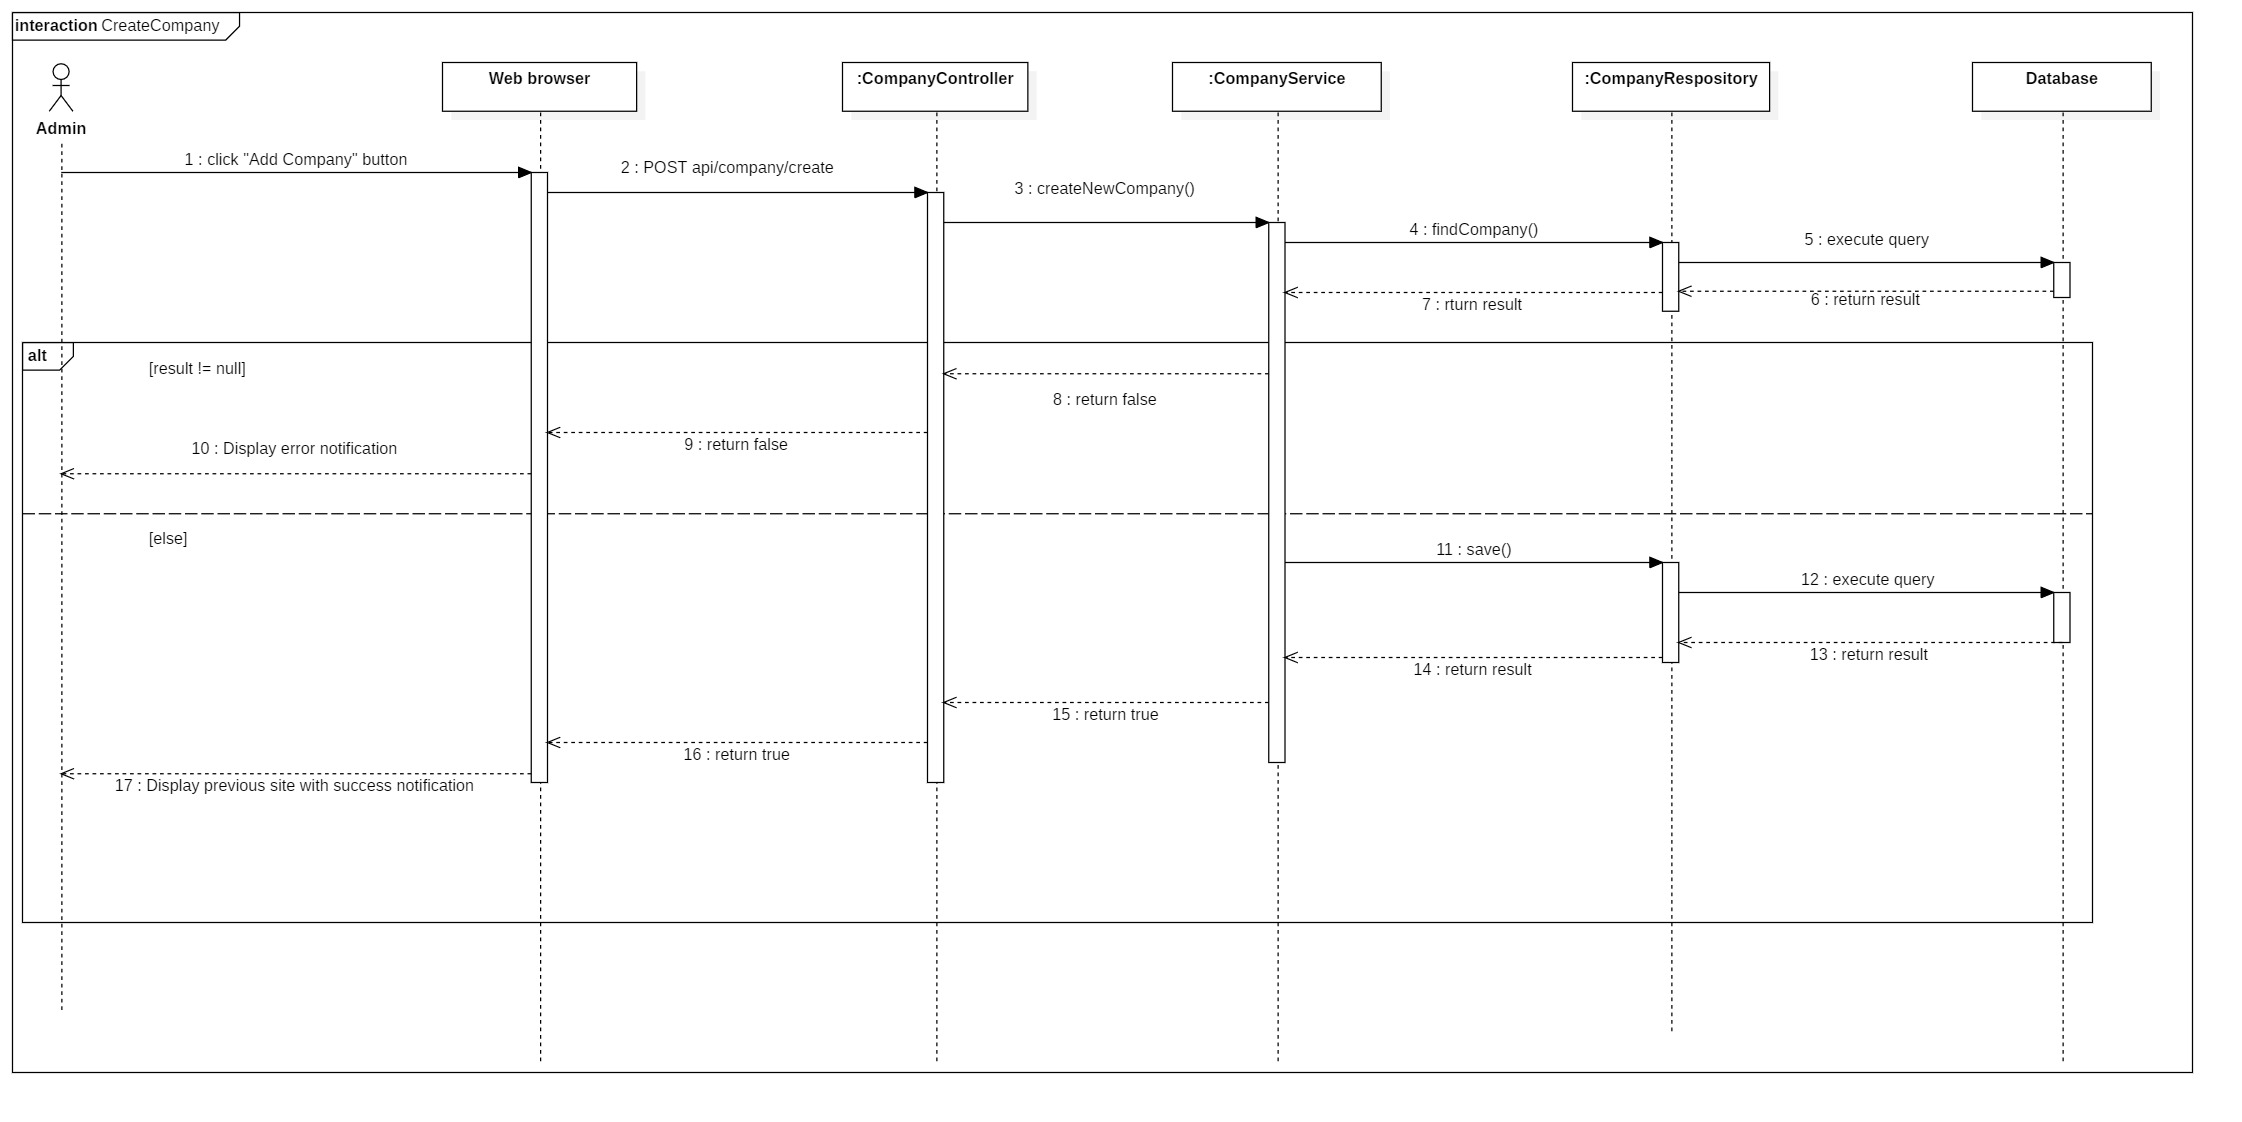 interaction CreateCompany
Admin
Web browser
:CompanyController
:CompanyService
:CompanyRespository
Database
1 : click "Add Company" button
2 : POST api/company/create
3 : createNewCompany()
4 : findCompany()
5 : execute query
6 : return result
7 : rturn result
alt
[result != null]
8 : return false
9 : return false
10 : Display error notification
[else]
11 : save()
12 : execute query
13 : return result
14 : return result
15 : return true
16 : return true
17 : Display previous site with success notification